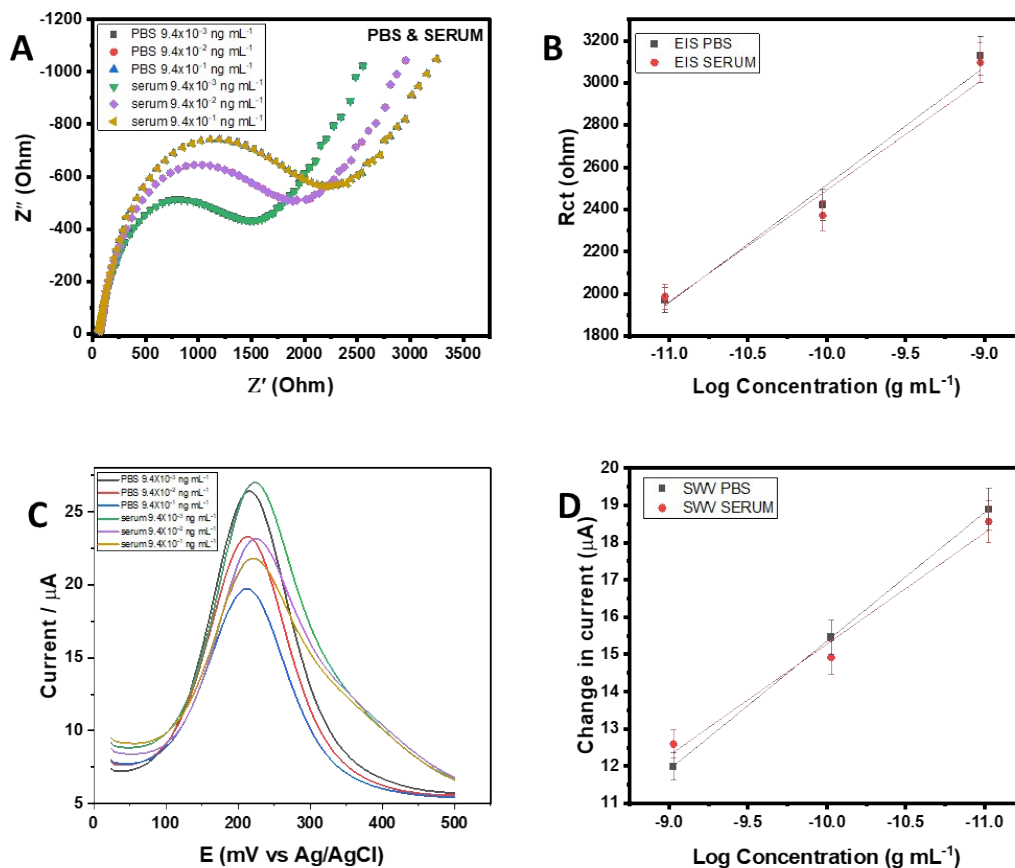 A
PBS & SERUM
PBS 9.4x10⁻³ ng mL⁻¹
PBS 9.4x10⁻² ng mL⁻¹
PBS 9.4x10⁻¹ ng mL⁻¹
serum 9.4x10⁻³ ng mL⁻¹
serum 9.4x10⁻² ng mL⁻¹
serum 9.4x10⁻¹ ng mL⁻¹
-1200
-1000
-800
-600
-400
-200
0
Z″ (Ohm)
0 500 1000 1500 2000 2500 3000 3500
Z′ (Ohm)
B
EIS PBS
EIS SERUM
3200
3000
2800
2600
2400
2200
2000
1800
Rct (ohm)
-11.0 -10.5 -10.0 -9.5 -9.0
Log Concentration (g mL⁻¹)
C
PBS 9.4X10⁻³ ng mL⁻¹
PBS 9.4X10⁻² ng mL⁻¹
PBS 9.4X10⁻¹ ng mL⁻¹
serum 9.4X10⁻³ ng mL⁻¹
serum 9.4X10⁻² ng mL⁻¹
serum 9.4X10⁻¹ ng mL⁻¹
25
20
15
10
5
Current / µA
0 100 200 300 400 500
E (mV vs Ag/AgCl)
D
SWV PBS
SWV SERUM
20
19
18
17
16
15
14
13
12
11
Change in current (µA)
-9.0 -9.5 -10.0 -10.5 -11.0
Log Concentration (g mL⁻¹)